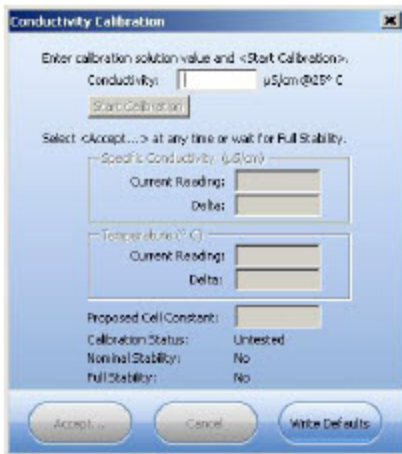 Conductivity Calibration
Enter calibration solution value and <Start Calibration>.
Conductivity: µS/cm @25° C
Start Calibration
Select <Accept...> at any time or wait for Full Stability.
Specific Conductivity (µS/cm)
Current Reading:
Delta:
Temperature (° C)
Current Reading:
Delta:
Proposed Cell Constant:
Calibration Status: Untested
Nominal Stability: No
Full Stability: No
Accept... Cancel Write Defaults